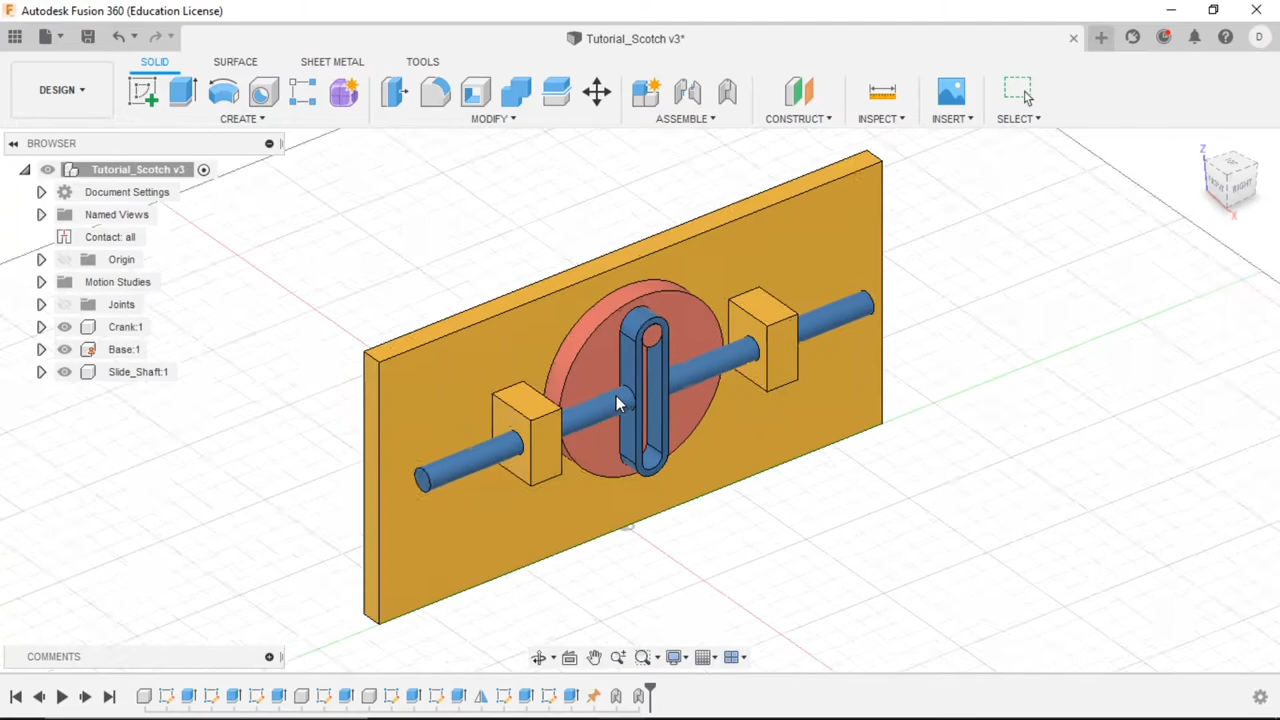 Autodesk Fusion 360 (Education License)
Tutorial_Scotch v3*
D
SOLID SURFACE SHEET METAL TOOLS
DESIGN
CREATE MODIFY ASSEMBLE CONSTRUCT INSPECT INSERT SELECT
BROWSER
Tutorial_Scotch v3
Document Settings
Named Views
Contact: all
Origin
Motion Studies
Joints
Crank:1
Base:1
Slide_Shaft:1
Z
RIGHT
X
COMMENTS